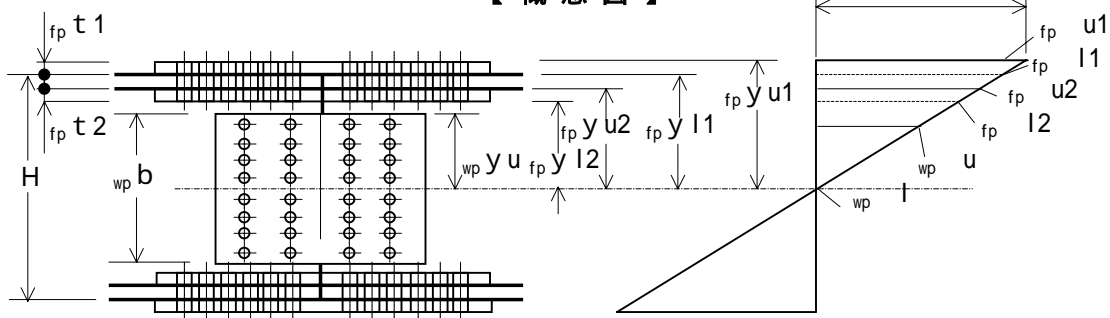 【 概 念 図 】
fp t 1
fp t 2
H
wp b
wp y u
fp y l2
fp y u2
fp y l1
fp y u1
fp u1
fp l1
fp u2
fp l2
wp u
wp l